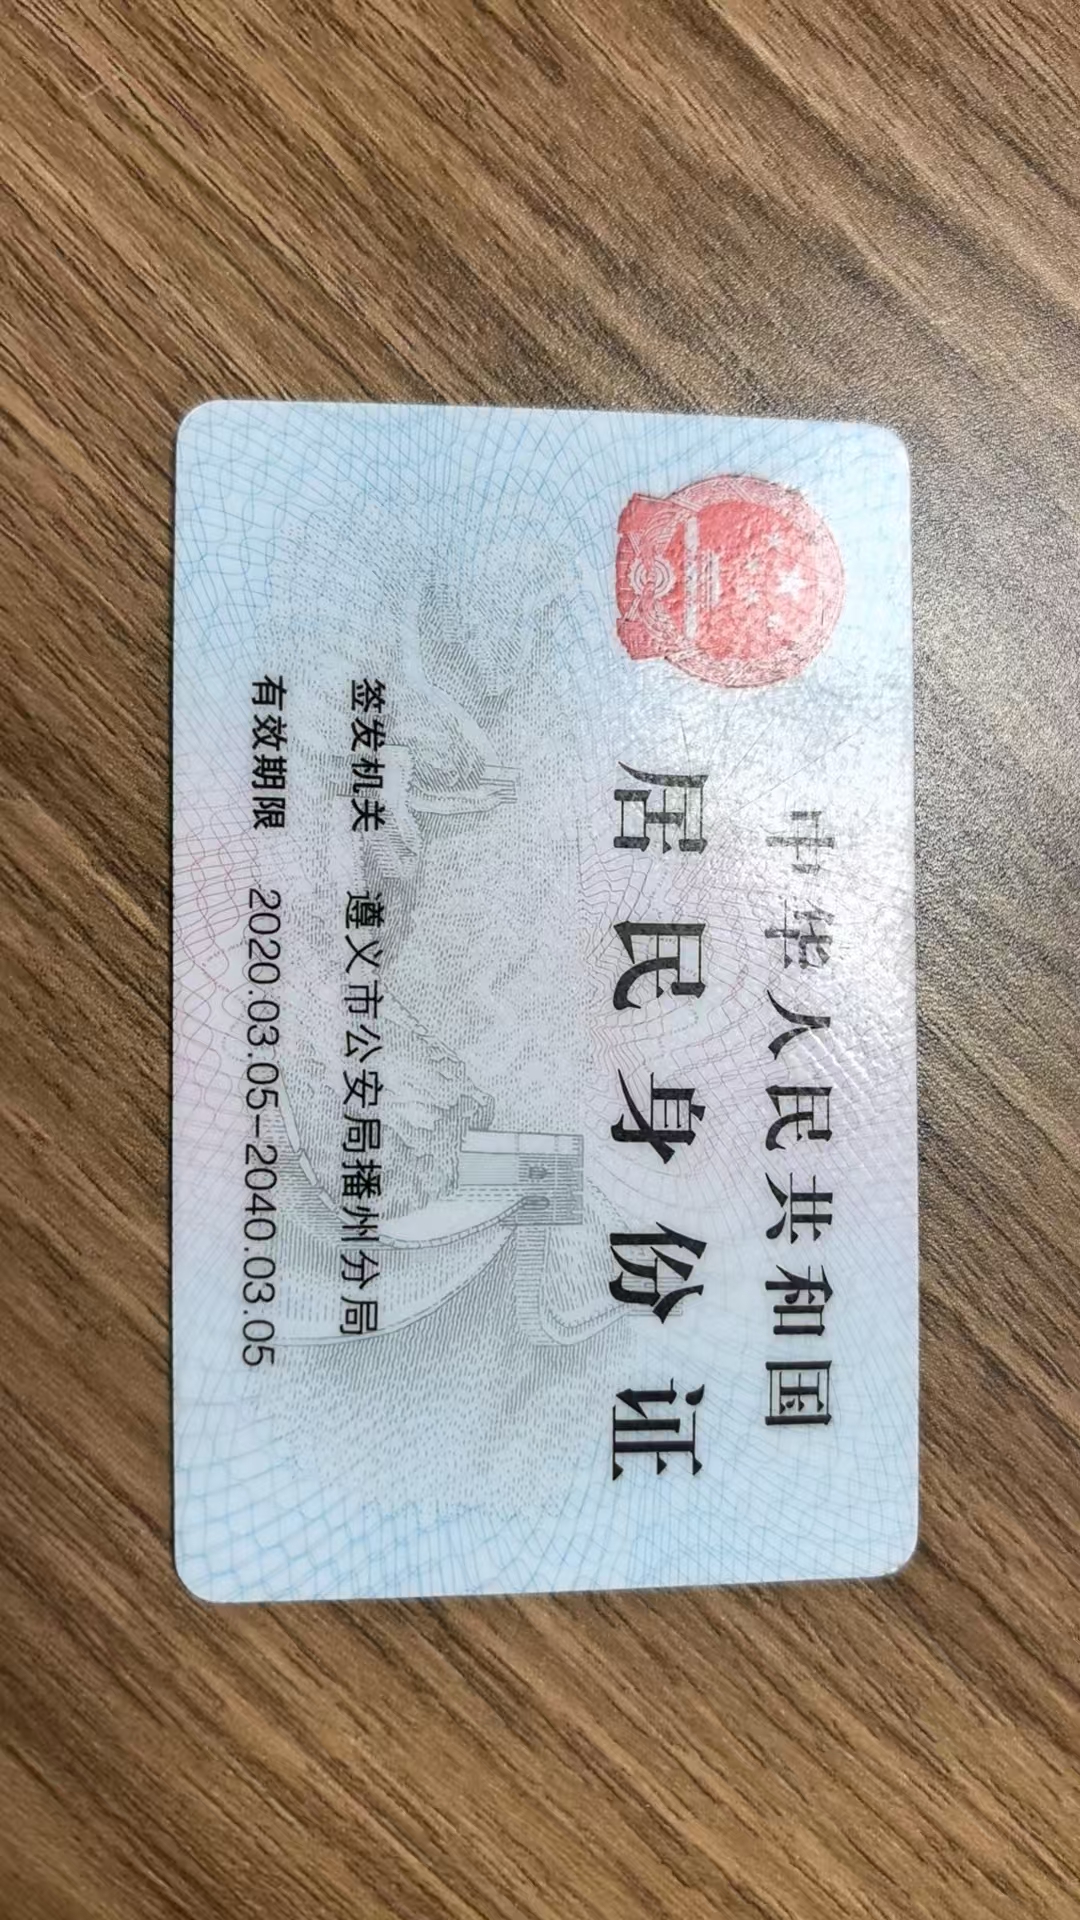 中华人民共和国
居民身份证
签发机关 遵义市公安局播州分局
有效期限 2020.03.05-2040.03.05